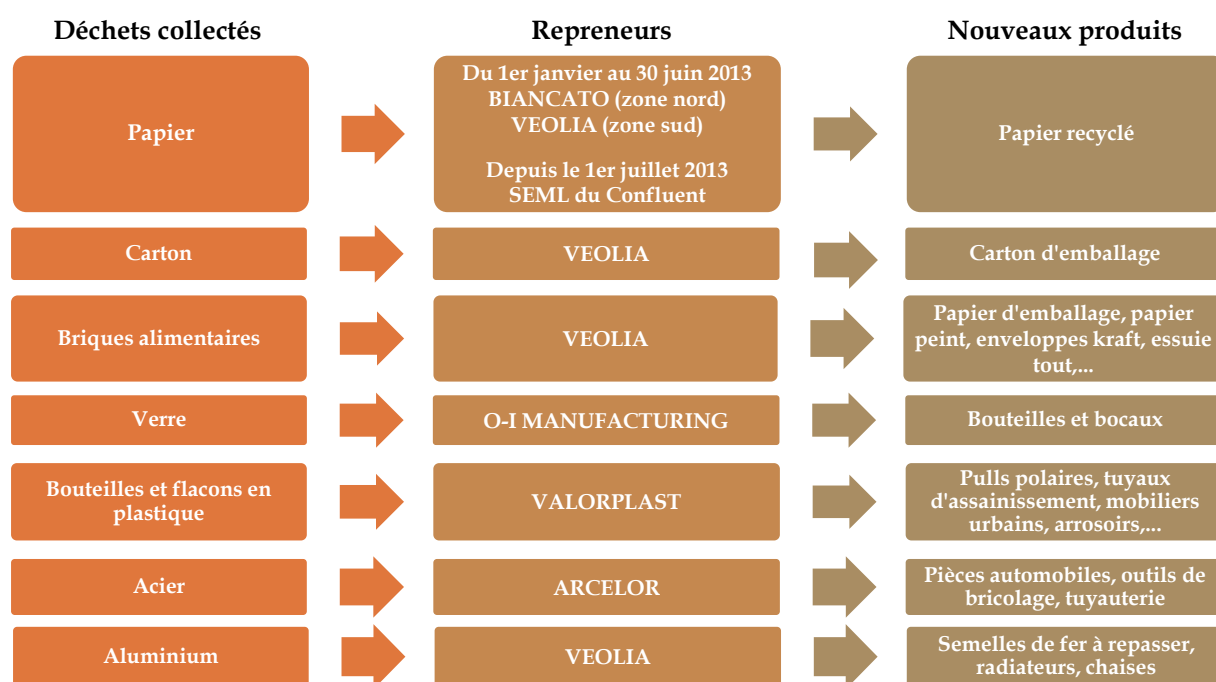 Déchets collectés
Repreneurs
Nouveaux produits
Papier
Du 1er janvier au 30 juin 2013
BIANCATO (zone nord)
VEOLIA (zone sud)
Depuis le 1er juillet 2013
SEML du Confluent
Papier recyclé
Carton
VEOLIA
Carton d'emballage
Briques alimentaires
VEOLIA
Papier d'emballage, papier
peint, enveloppes kraft, essuie
tout,...
Verre
O-I MANUFACTURING
Bouteilles et bocaux
Bouteilles et flacons en
plastique
VALORPLAST
Pulls polaires, tuyaux
d'assainissement, mobiliers
urbains, arrosoirs,...
Acier
ARCELOR
Pièces automobiles, outils de
bricolage, tuyauterie
Aluminium
VEOLIA
Semelles de fer à repasser,
radiateurs, chaises